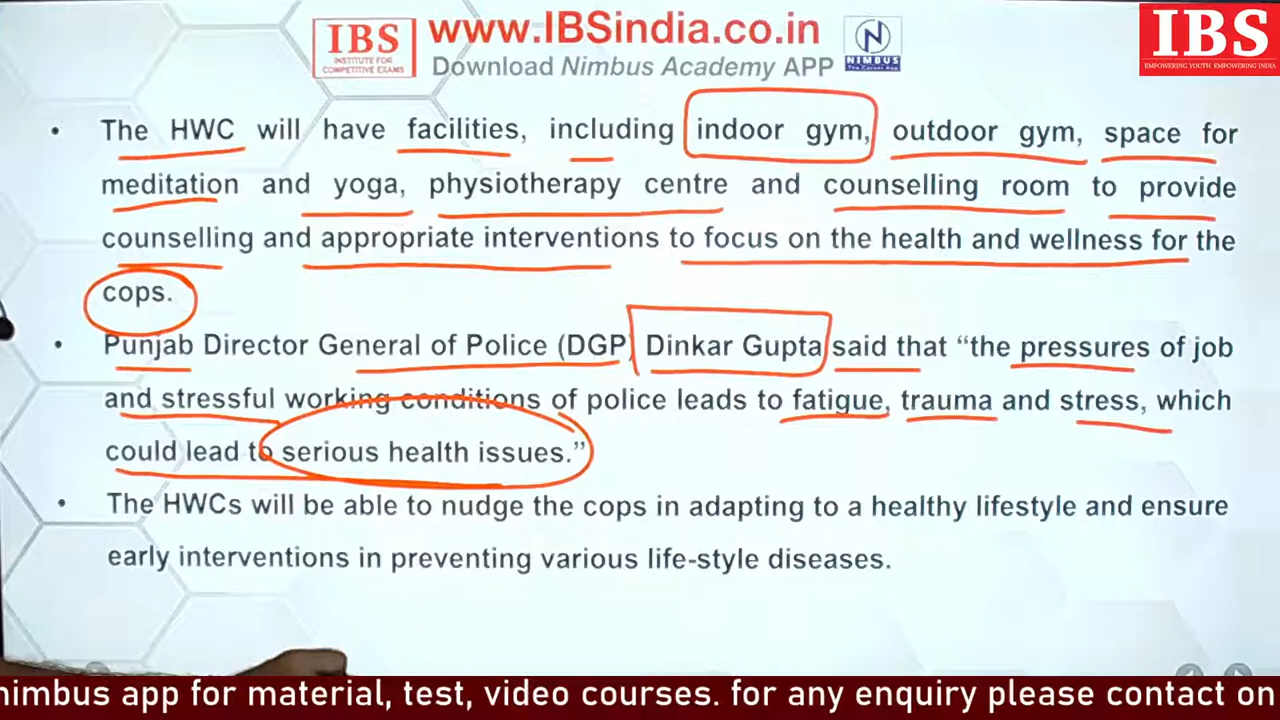 IBS
INSTITUTE FOR
COMPETITIVE EXAMS
www.IBSindia.co.in
Download Nimbus Academy APP
N
NIMBUS
The Career App
IBS
EMPOWERING YOUTH EMPOWERING INDIA
• The HWC will have facilities, including indoor gym, outdoor gym, space for
meditation and yoga, physiotherapy centre and counselling room to provide
counselling and appropriate interventions to focus on the health and wellness for the
cops.
• Punjab Director General of Police (DGP) Dinkar Gupta said that “the pressures of job
and stressful working conditions of police leads to fatigue, trauma and stress, which
could lead to serious health issues.”
• The HWCs will be able to nudge the cops in adapting to a healthy lifestyle and ensure
early interventions in preventing various life-style diseases.
nimbus app for material, test, video courses. for any enquiry please contact on